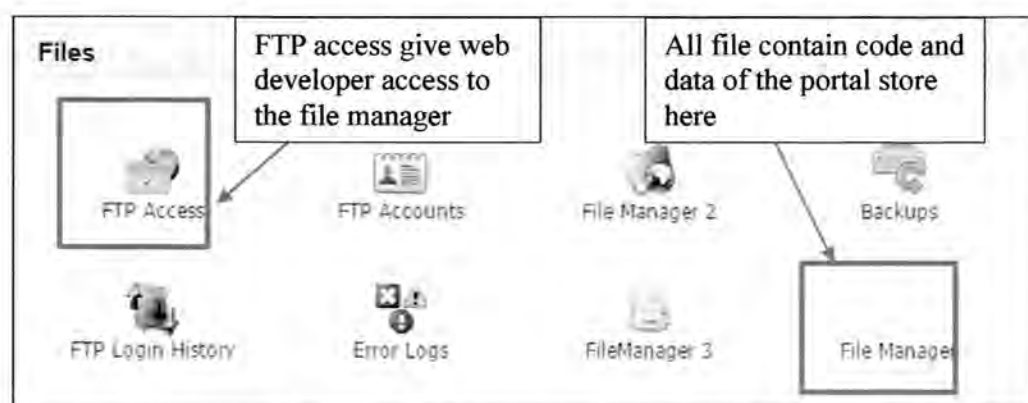 Files
FTP access give web
developer access to
the file manager
All file contain code and
data of the portal store
here
FTP Access
FTP Accounts
File Manager 2
Backups
FTP Login History
Error Logs
FileManager 3
File Manager